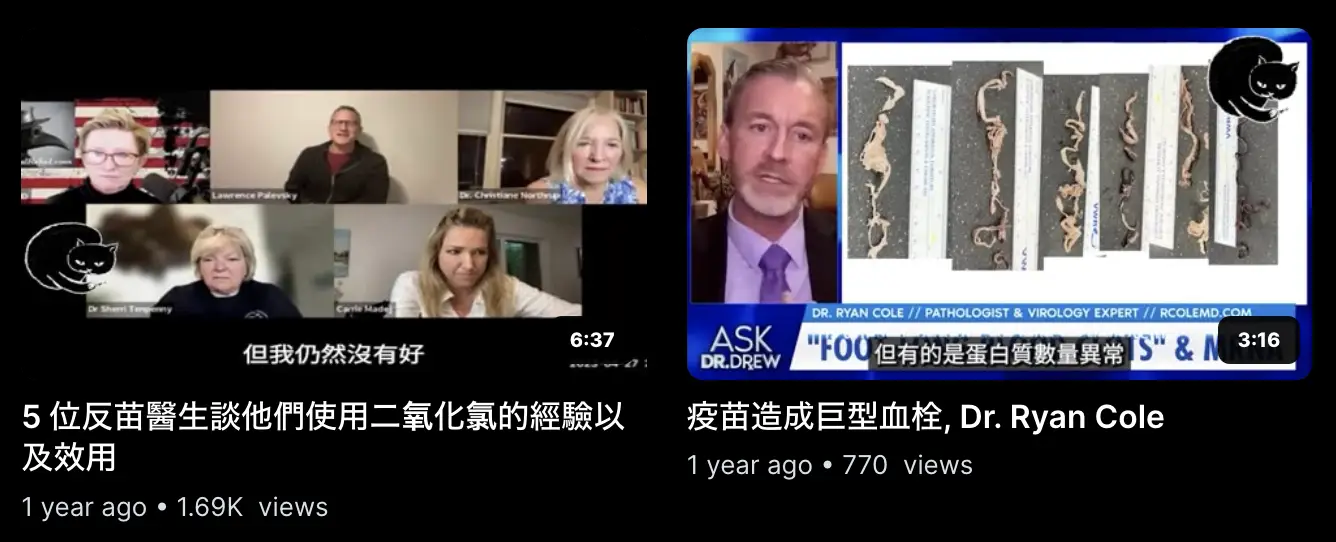 Lawrence Palevsky
Dr. Christiane Northrup
Dr Sherri Tenpenny
Carrie Madej
但我仍然沒有好
6:37
5 位反苗醫生談他們使用二氧化氯的經驗以
及效用
1 year ago • 1.69K views
DR. RYAN COLE // PATHOLOGIST & VIROLOGY EXPERT // RCOLEMD.COM
ASK
DR.DREW
但有的是蛋白質數量異常
3:16
疫苗造成巨型血栓, Dr. Ryan Cole
1 year ago • 770 views